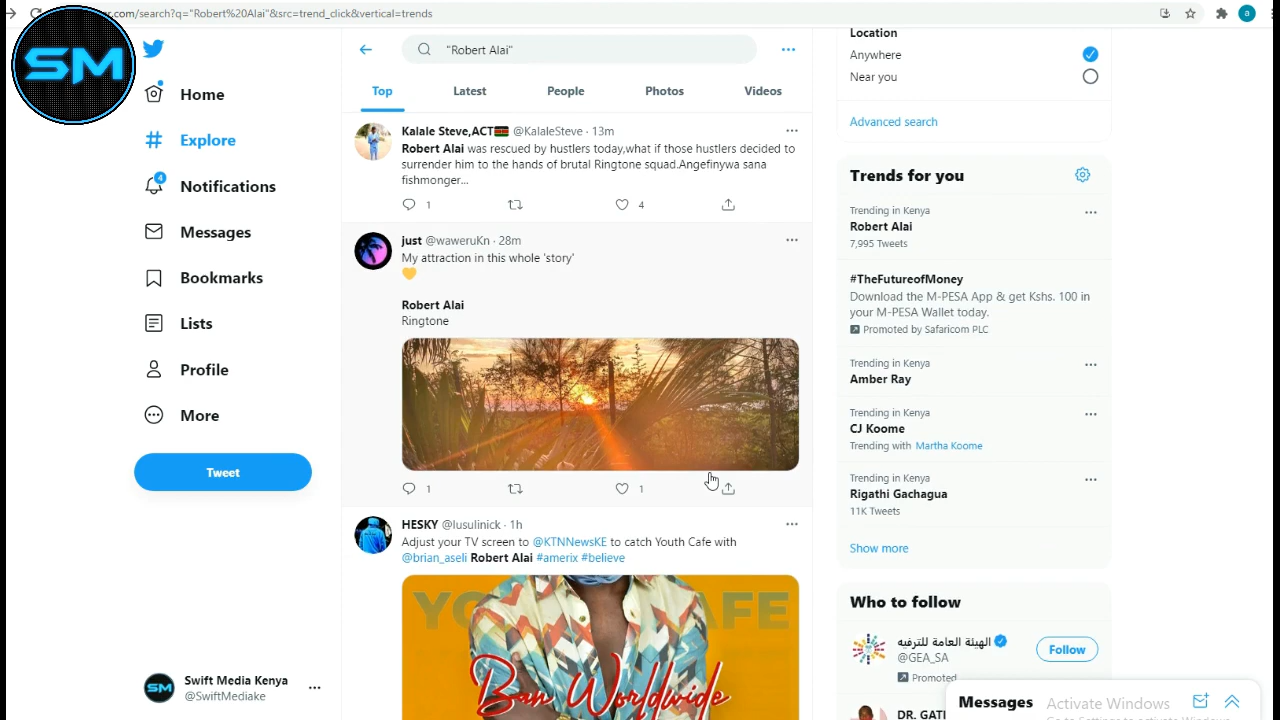 er.com/search?q="Robert%20Alai"&src=trend_click&vertical=trends
a
SM
Home
Explore
4
Notifications
Messages
Bookmarks
Lists
Profile
More
Tweet
SM
Swift Media Kenya
@SwiftMediake
"Robert Alai"
Top
Latest
People
Photos
Videos
Kalale Steve,ACT🇰🇪 @KalaleSteve · 13m
Robert Alai was rescued by hustlers today,what if those hustlers decided to
surrender him to the hands of brutal Ringtone squad.Angefinywa sana
fishmonger...
1
4
just @waweruKn · 28m
My attraction in this whole 'story'
💛
Robert Alai
Ringtone
1
1
HESKY @lusulinick · 1h
Adjust your TV screen to @KTNNewsKE to catch Youth Cafe with
@brian_aseli Robert Alai #amerix #believe
Ban Worldwide
Location
Anywhere
Near you
Advanced search
Trends for you
Trending in Kenya
Robert Alai
7,995 Tweets
#TheFutureofMoney
Download the M-PESA App & get Kshs. 100 in
your M-PESA Wallet today.
Promoted by Safaricom PLC
Trending in Kenya
Amber Ray
Trending in Kenya
CJ Koome
Trending with Martha Koome
Trending in Kenya
Rigathi Gachagua
11K Tweets
Show more
Who to follow
الهيئة العامة للترفيه
@GEA_SA
Promoted
Follow
DR. GATI
Messages
Activate Windows